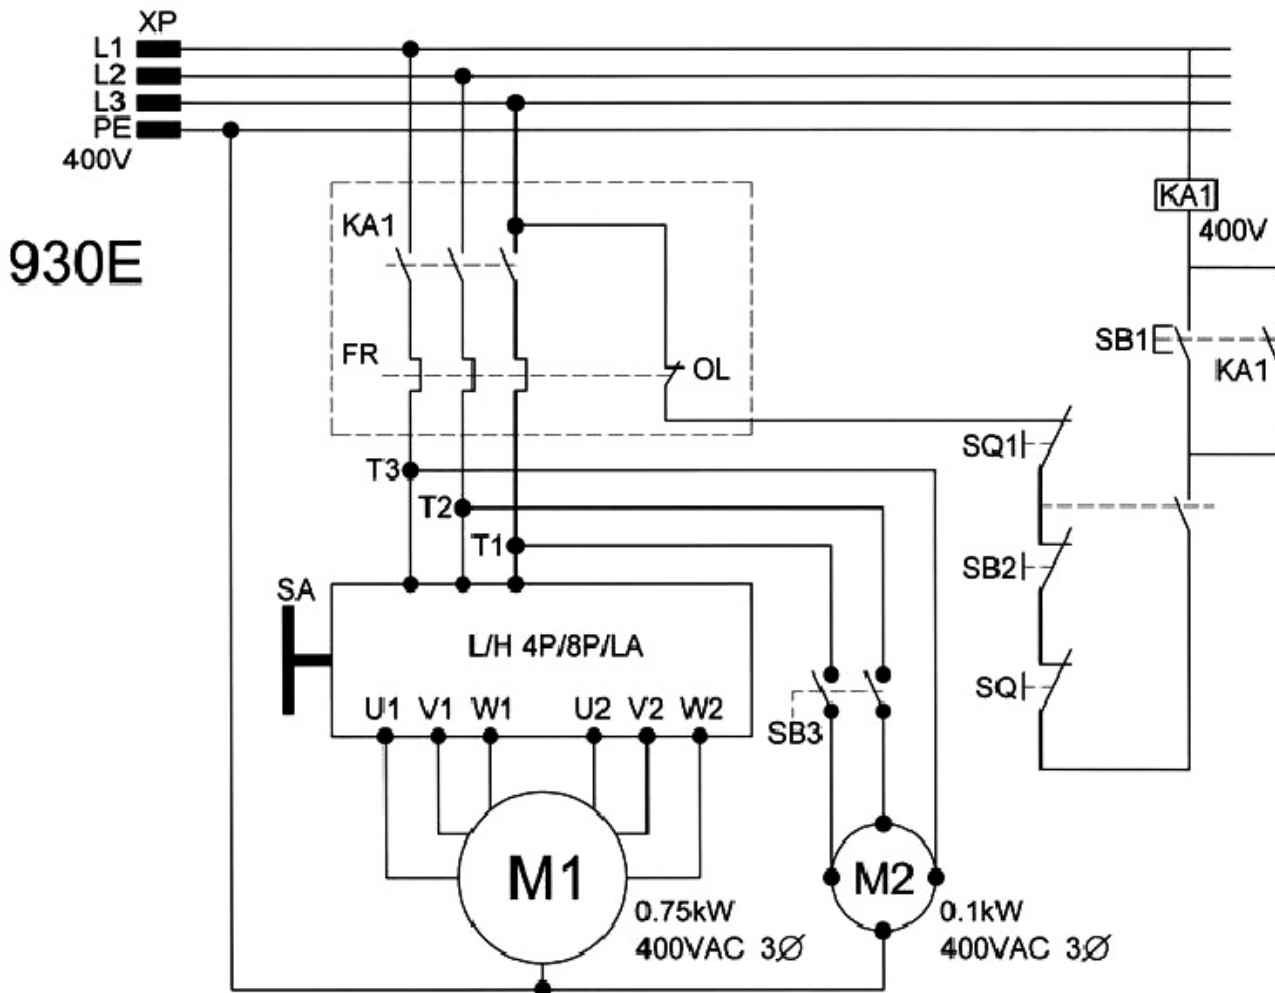 XP
L1
L2
L3
PE
400V
930E
KA1
FR
OL
KA1
400V
SB1
KA1
SQ1
SB2
SQ
T3
T2
T1
SA
L/H 4P/8P/LA
U1 V1 W1 U2 V2 W2
SB3
M1
0.75kW
400VAC 3Ø
M2
0.1kW
400VAC 3Ø